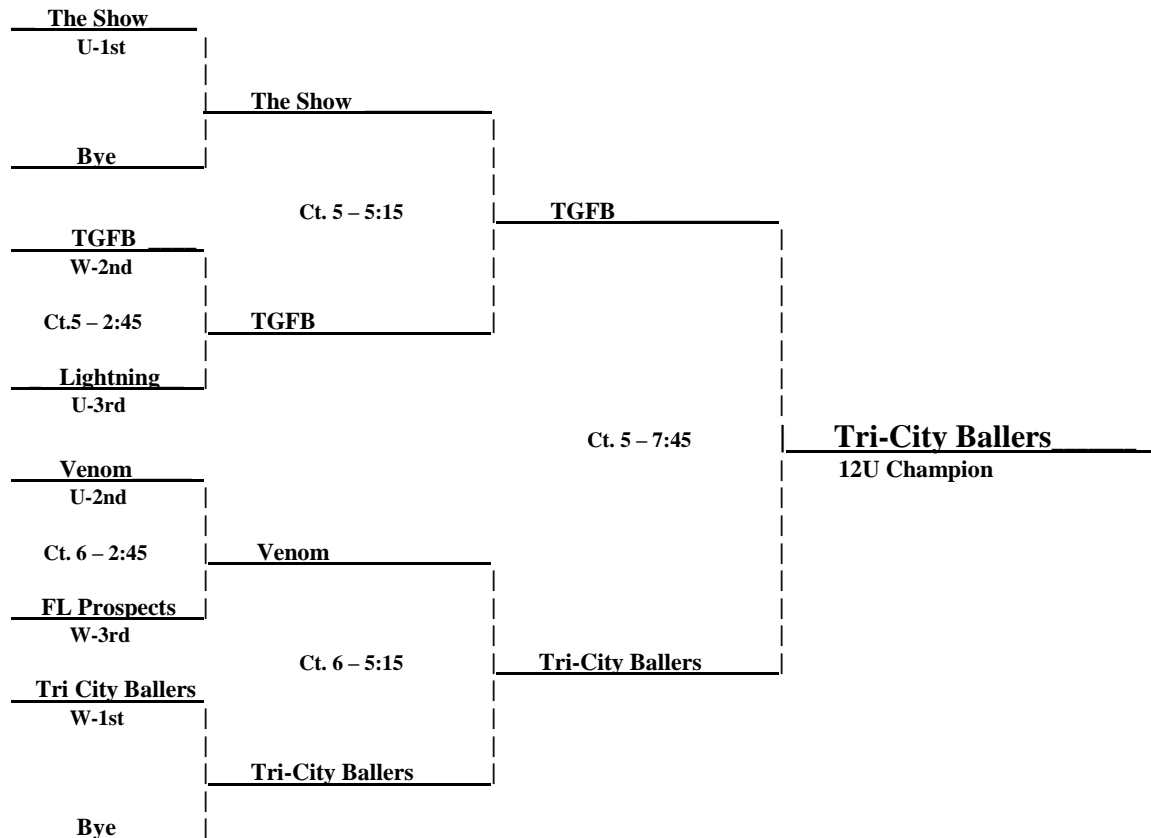 The Show
U-1st
The Show
Bye
Ct. 5 – 5:15
TGFB
TGFB
W-2nd
Ct.5 – 2:45
TGFB
Lightning
U-3rd
Ct. 5 – 7:45
Tri-City Ballers
12U Champion
Venom
U-2nd
Ct. 6 – 2:45
Venom
FL Prospects
W-3rd
Ct. 6 – 5:15
Tri-City Ballers
Tri City Ballers
W-1st
Tri-City Ballers
Bye